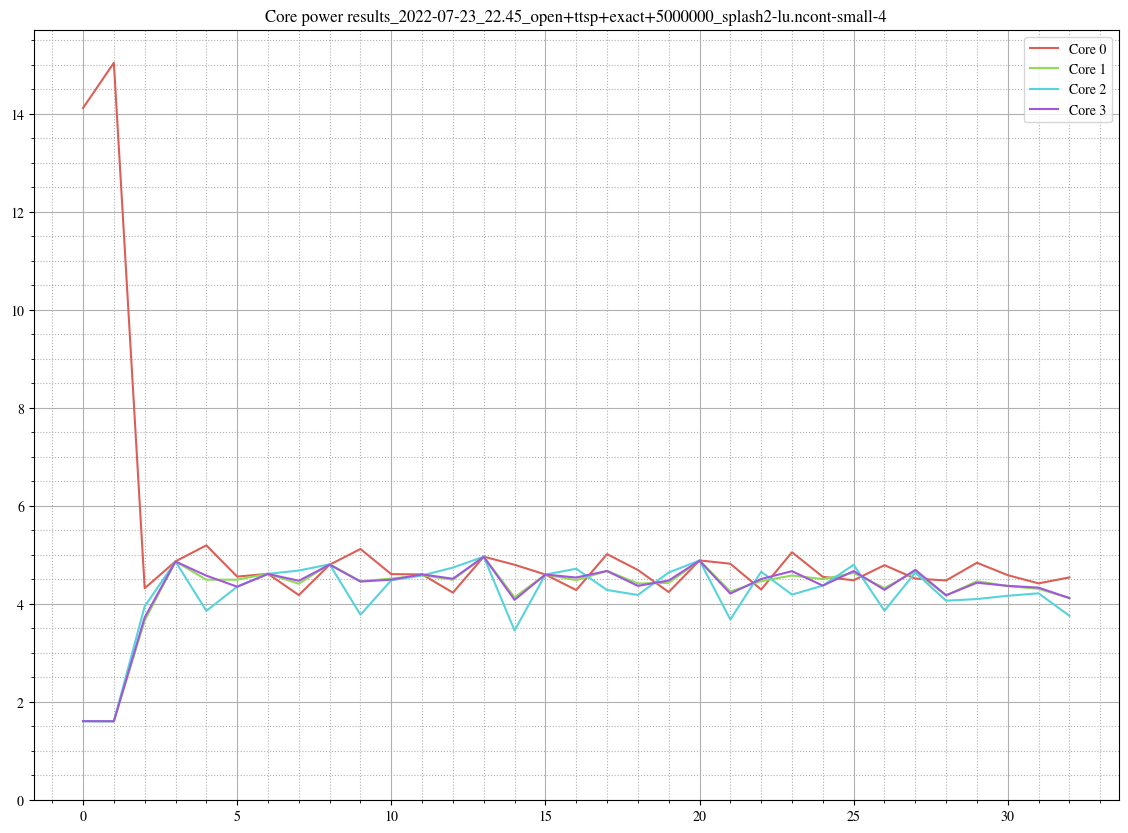 Core power results_2022-07-23_22.45_open+ttsp+exact+5000000_splash2-lu.ncont-small-4
Core 0
Core 1
Core 2
Core 3
14
12
10
8
6
4
2
0
0 5 10 15 20 25 30